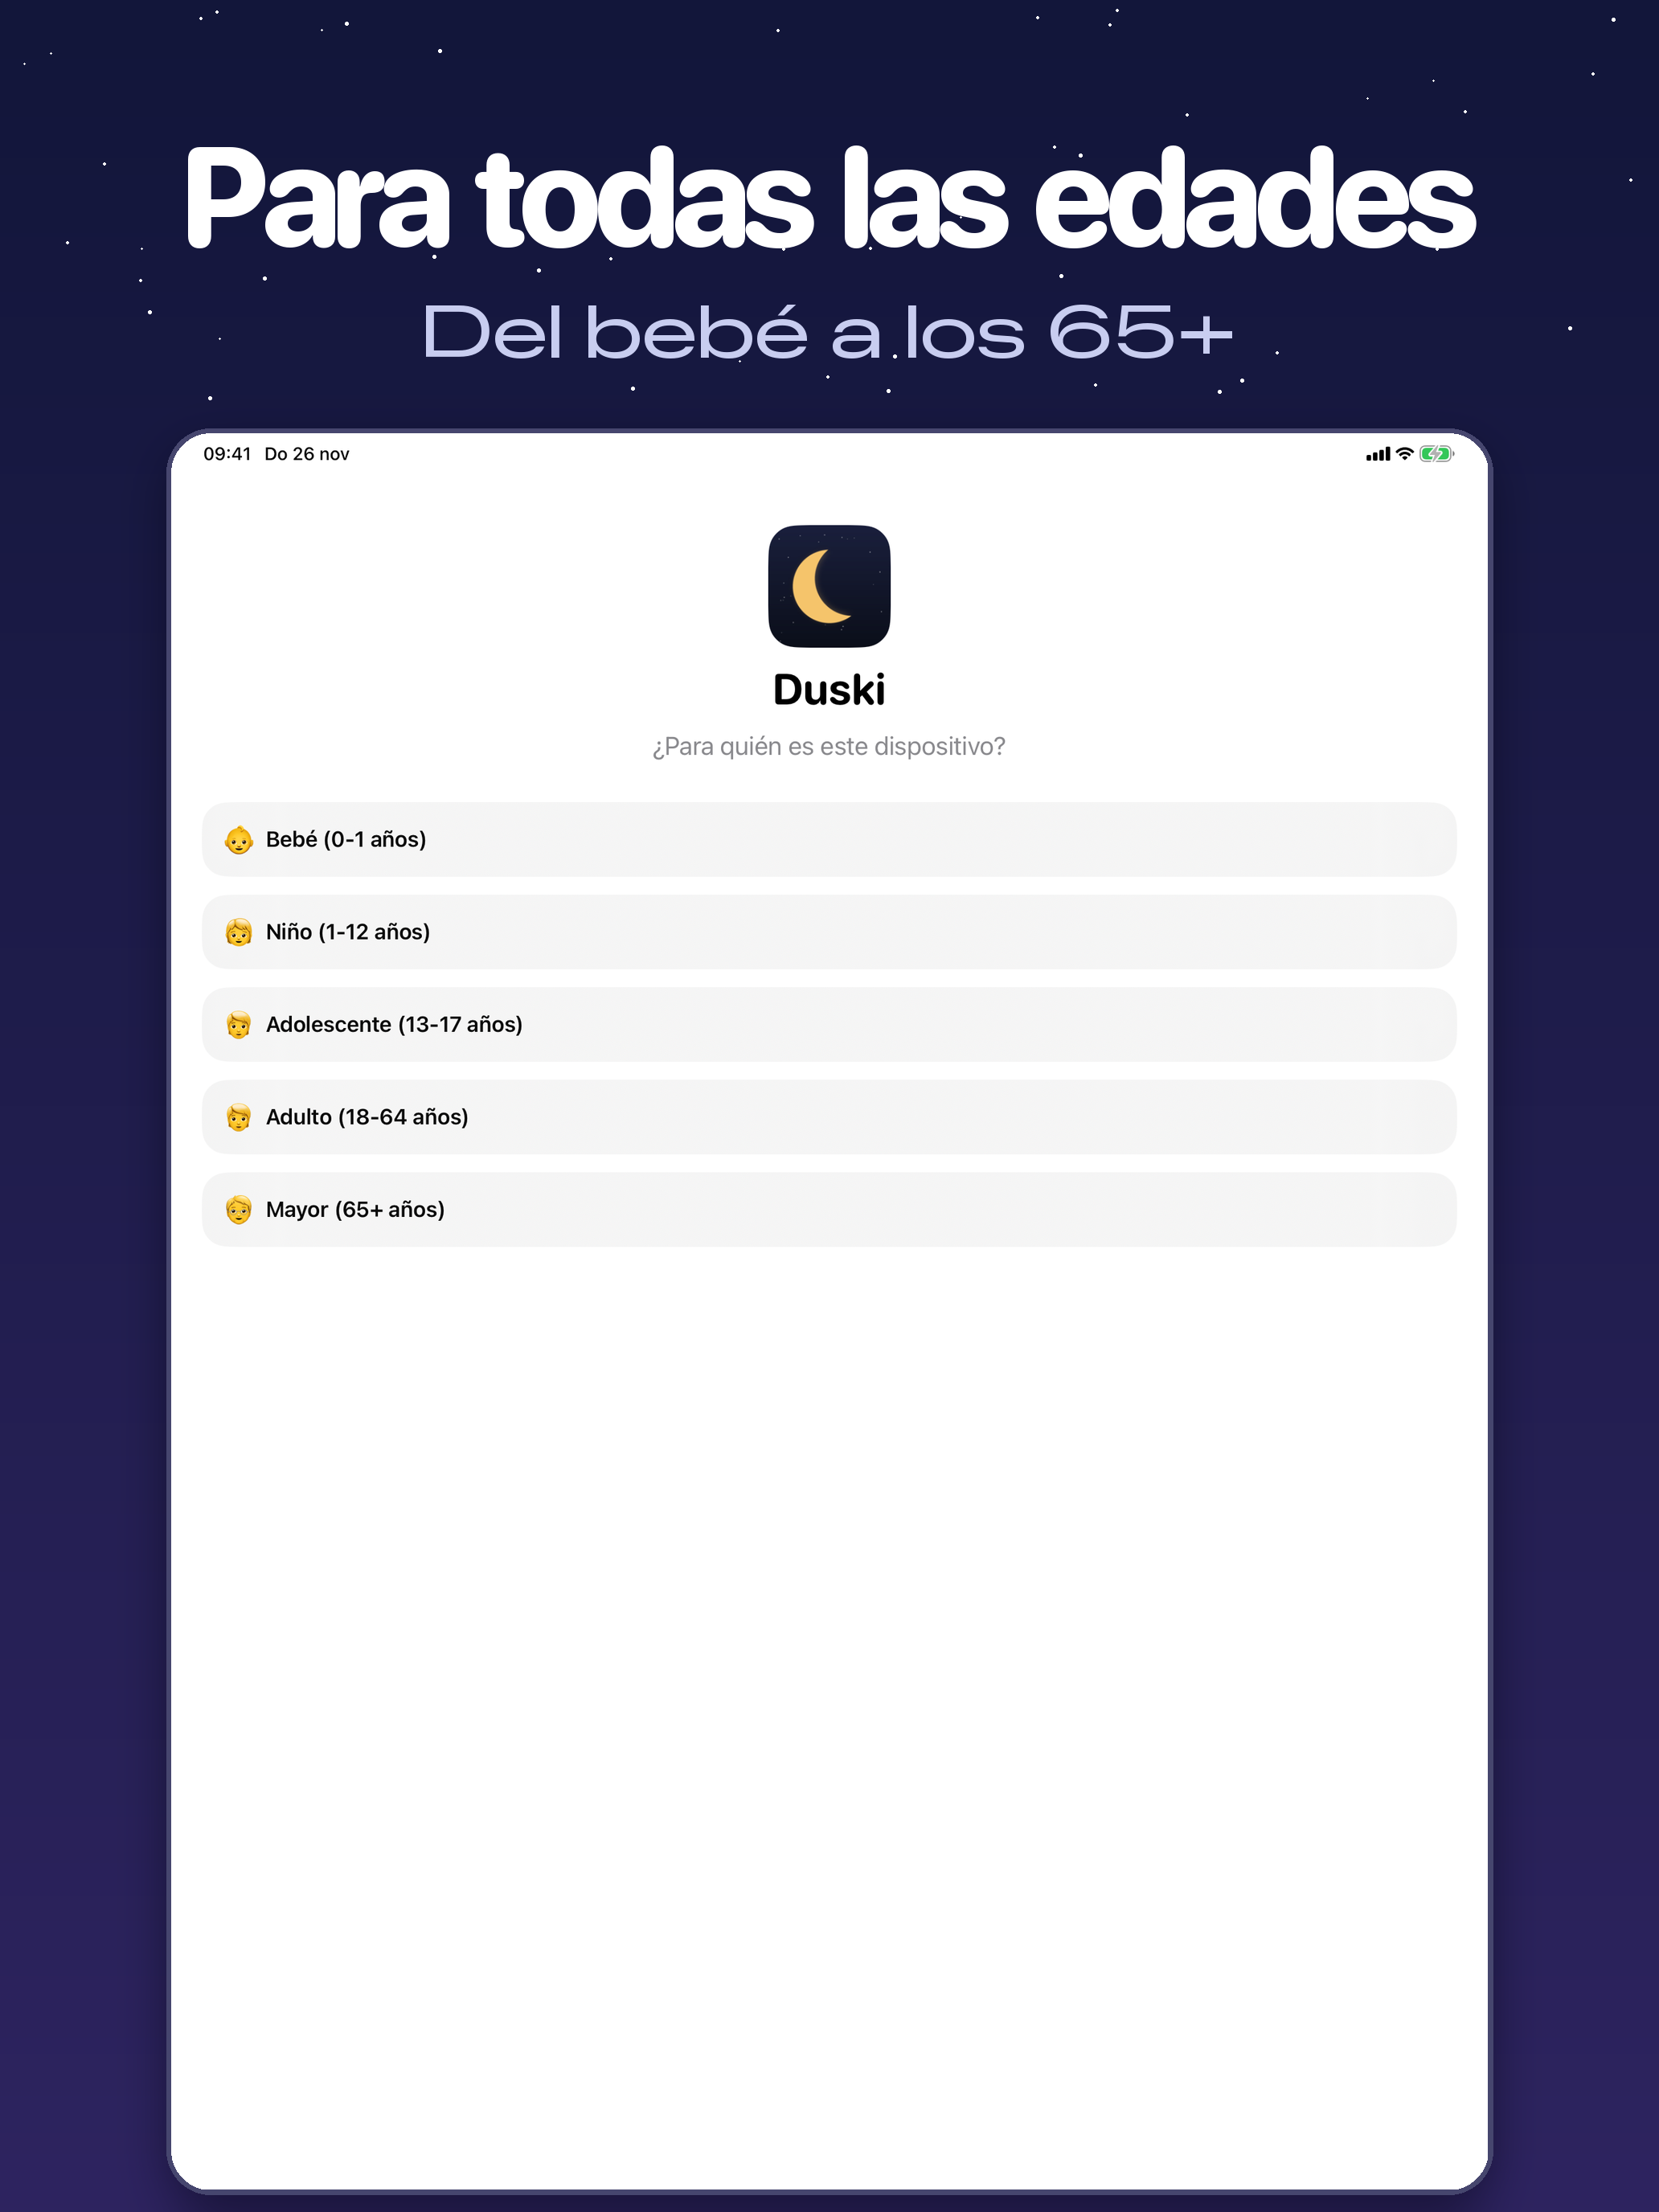 Para todas las edades
Del bebé a los 65+
09:41 Do 26 nov
Duski
¿Para quién es este dispositivo?
Bebé (0-1 años)
Niño (1-12 años)
Adolescente (13-17 años)
Adulto (18-64 años)
Mayor (65+ años)